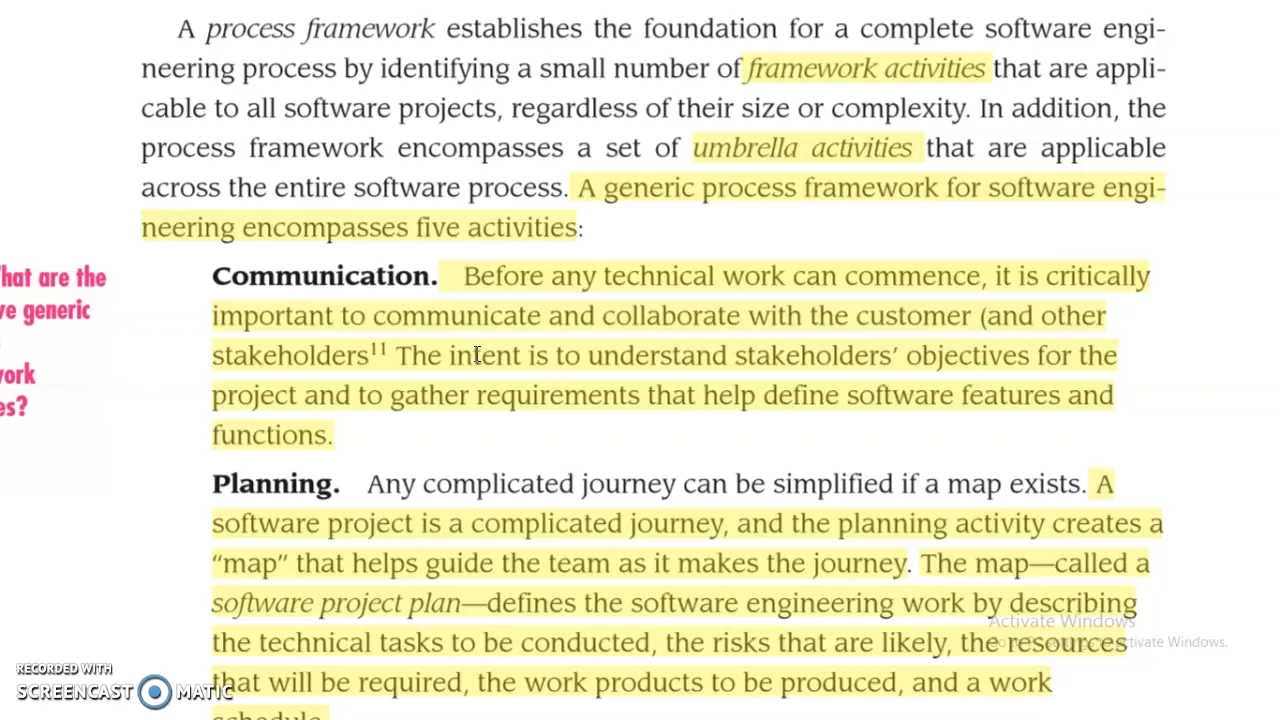 A process framework establishes the foundation for a complete software engi-
neering process by identifying a small number of framework activities that are appli-
cable to all software projects, regardless of their size or complexity. In addition, the
process framework encompasses a set of umbrella activities that are applicable
across the entire software process. A generic process framework for software engi-
neering encompasses five activities:
hat are the
ve generic
work
es?
Communication. Before any technical work can commence, it is critically
important to communicate and collaborate with the customer (and other
stakeholders11 The intent is to understand stakeholders’ objectives for the
project and to gather requirements that help define software features and
functions.
Planning. Any complicated journey can be simplified if a map exists. A
software project is a complicated journey, and the planning activity creates a
“map” that helps guide the team as it makes the journey. The map—called a
software project plan—defines the software engineering work by describing
the technical tasks to be conducted, the risks that are likely, the resources
that will be required, the work products to be produced, and a work
schedule.
Activate Windows
Go to PC settings to activate Windows.
RECORDED WITH
SCREENCAST MATIC